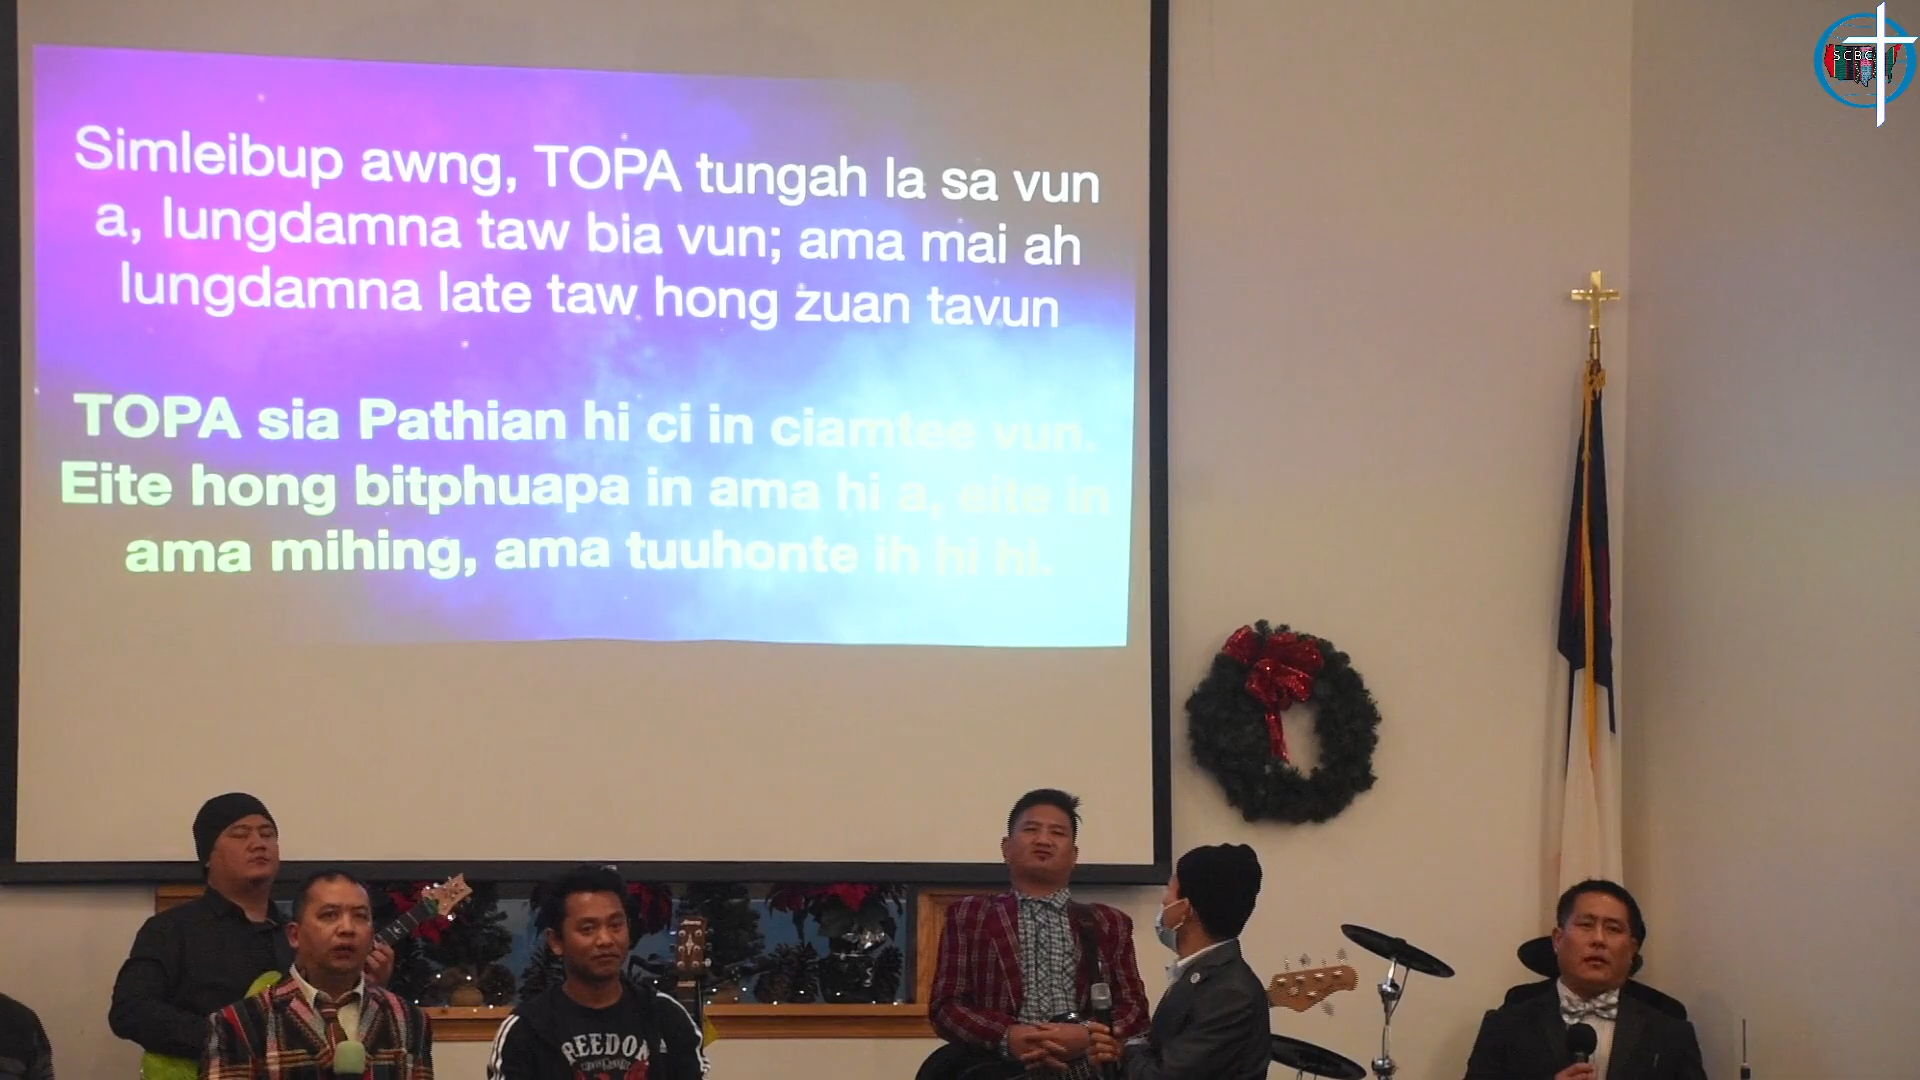 Simleibup awng, TOPA tungah la sa vun
a, lungdamna taw bia vun; ama mai ah
lungdamna late taw hong zuan tavun
TOPA sia Pathian hi ci in ciamtee vun.
Eite hong bitphuapa in ama hi a, eite in
ama mihing, ama tuuhonte ih hi hi.
SCBC
REEDOM